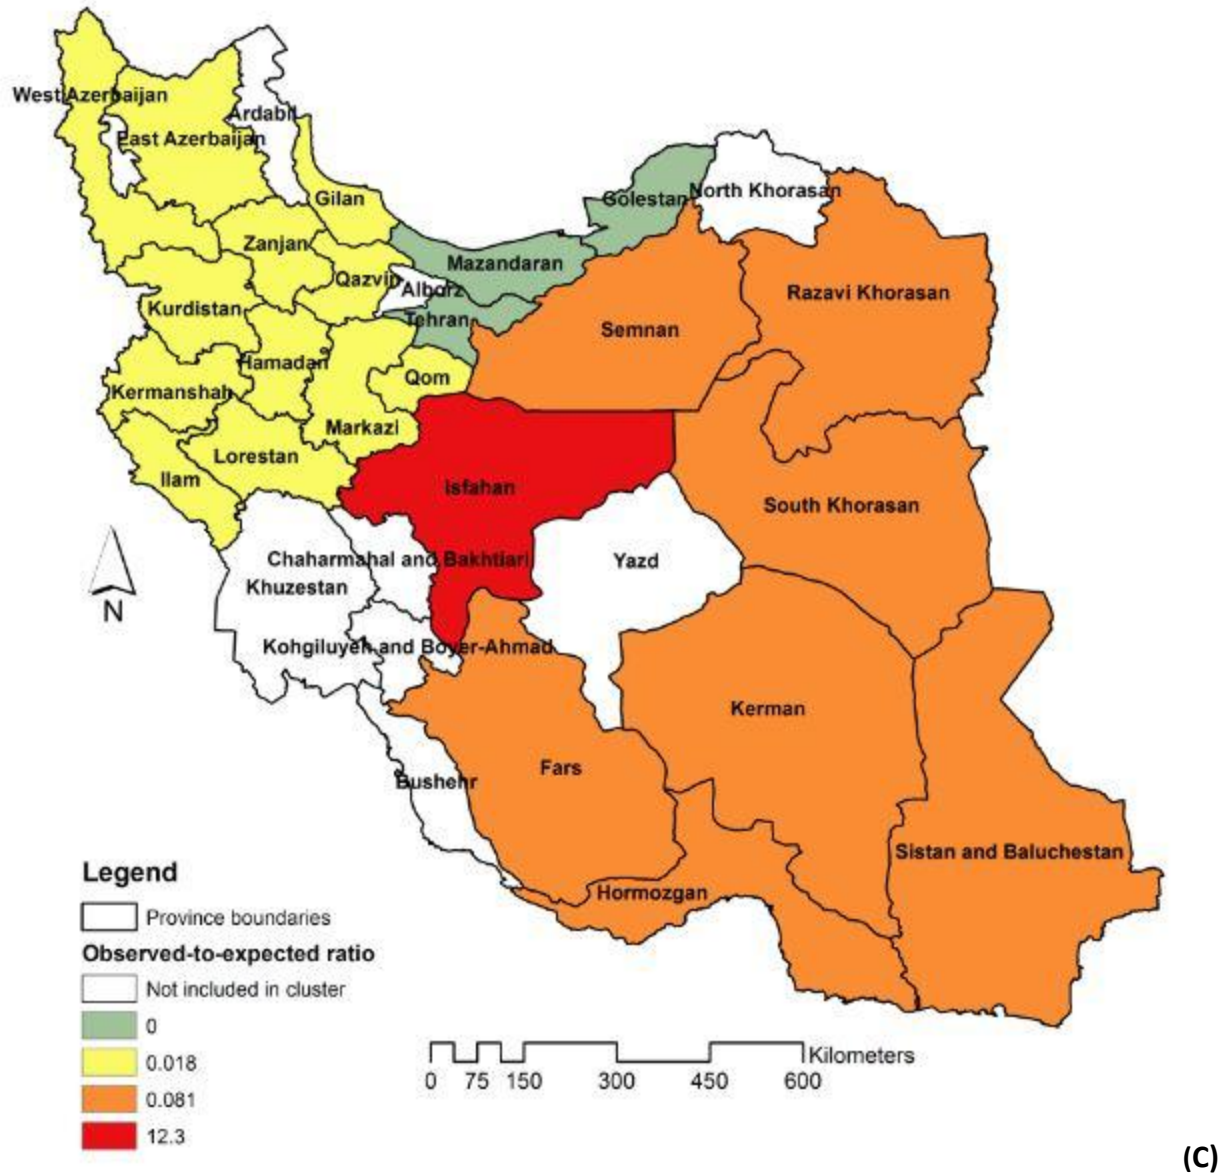 West Azerbaijan
Ardabil
East Azerbaijan
Gilan
Golestan
North Khorasan
Zanjan
Mazandaran
Qazvin
Alborz
Razavi Khorasan
Kurdistan
Tehran
Semnan
Hamadan
Qom
Kermanshah
Markazi
Lorestan
Ilam
Isfahan
South Khorasan
Chaharmahal and Bakhtiari
Yazd
Khuzestan
N
Kohgiluyeh and Boyer-Ahmad
Kerman
Fars
Bushehr
Sistan and Baluchestan
Hormozgan
Legend
Province boundaries
Observed-to-expected ratio
Not included in cluster
0
0.018
0.081
12.3
Kilometers
0 75 150 300 450 600
(C)